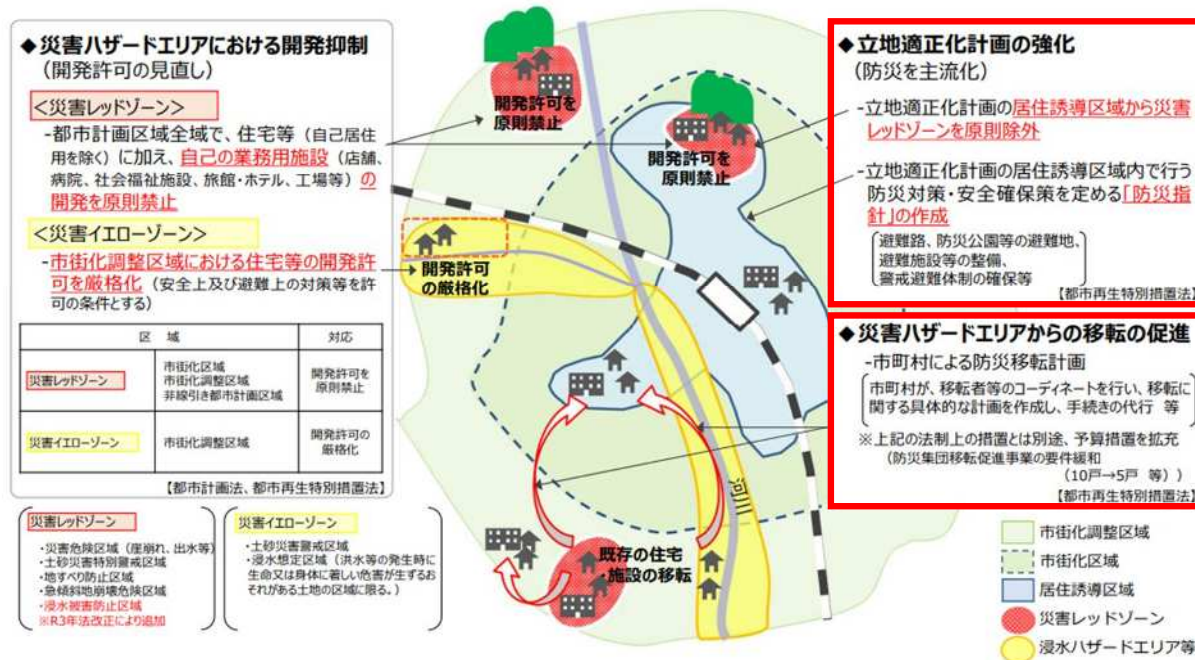 ◆災害ハザードエリアにおける開発抑制
（開発許可の見直し）
＜災害レッドゾーン＞
-都市計画区域全域で、住宅等（自己居住
用を除く）に加え、自己の業務用施設（店舗、
病院、社会福祉施設、旅館・ホテル、工場等）の
開発を原則禁止
＜災害イエローゾーン＞
-市街化調整区域における住宅等の開発許
可を厳格化（安全上及び避難上の対策等を許
可の条件とする）
区　域
対応
災害レッドゾーン
市街化区域
市街化調整区域
非線引き都市計画区域
開発許可を
原則禁止
災害イエローゾーン
市街化調整区域
開発許可の
厳格化
【都市計画法、都市再生特別措置法】
災害レッドゾーン
・災害危険区域（崖崩れ、出水等）
・土砂災害特別警戒区域
・地すべり防止区域
・急傾斜地崩壊危険区域
・浸水被害防止区域
※R3年法改正により追加
災害イエローゾーン
・土砂災害警戒区域
・浸水想定区域（洪水等の発生時に
生命又は身体に著しい危害が生ずるお
それがある土地の区域に限る。）
開発許可を
原則禁止
開発許可を
原則禁止
開発許可
の厳格化
河川
既存の住宅
・施設の移転
◆立地適正化計画の強化
（防災を主流化）
-立地適正化計画の居住誘導区域から災害
レッドゾーンを原則除外
-立地適正化計画の居住誘導区域内で行う
防災対策・安全確保策を定める「防災指
針」の作成
避難路、防災公園等の避難地、
避難施設等の整備、
警戒避難体制の確保等
【都市再生特別措置法】
◆災害ハザードエリアからの移転の促進
-市町村による防災移転計画
市町村が、移転者等のコーディネートを行い、移転に
関する具体的な計画を作成し、手続きの代行　等
※上記の法制上の措置とは別途、予算措置を拡充
（防災集団移転促進事業の要件緩和
（10戸→5戸　等））
【都市再生特別措置法】
市街化調整区域
市街化区域
居住誘導区域
災害レッドゾーン
浸水ハザードエリア等